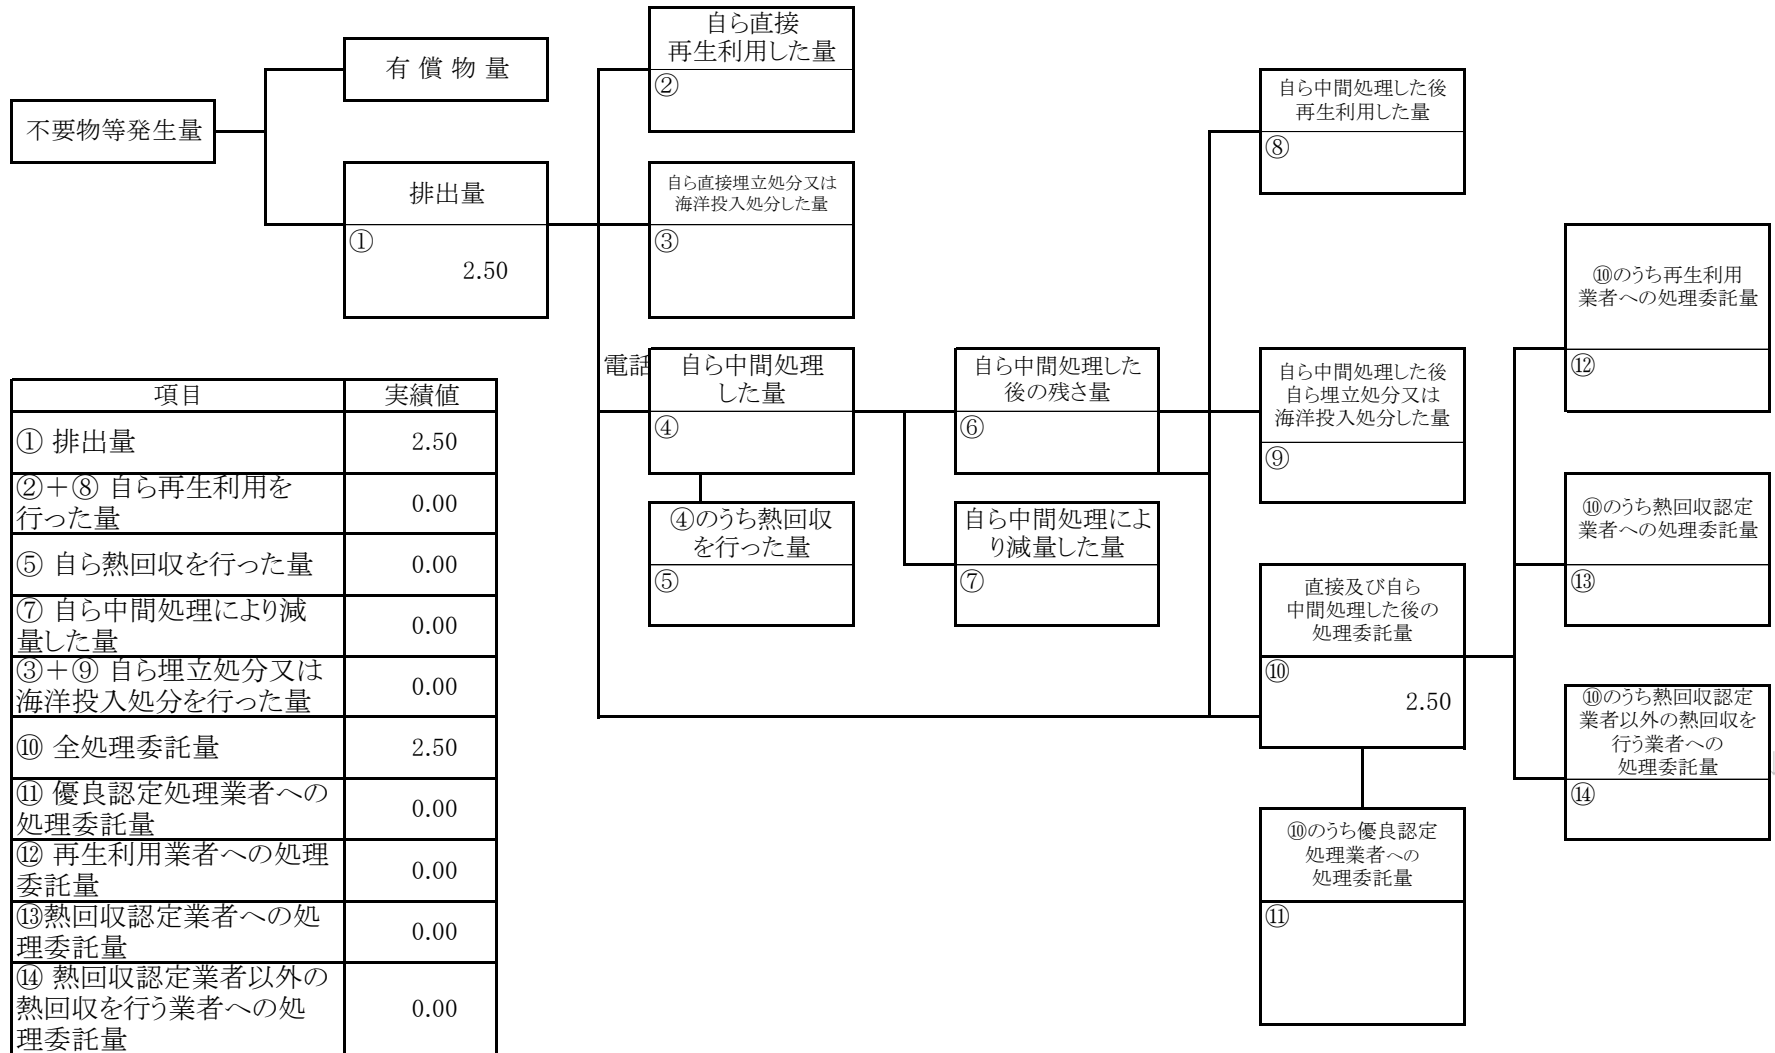 自ら直接
再生利用した量
②
有 償 物 量
不要物等発生量
排出量
①
2.50
自ら直接埋立処分又は
海洋投入処分した量
③
自ら中間処理した後
再生利用した量
⑧
電話
自ら中間処理
した量
④
自ら中間処理した
後の残さ量
⑥
自ら中間処理した後
自ら埋立処分又は
海洋投入処分した量
⑨
⑩のうち再生利用
業者への処理委託量
⑫
④のうち熱回収
を行った量
⑤
自ら中間処理によ
り減量した量
⑦
⑩のうち熱回収認定
業者への処理委託量
⑬
直接及び自ら
中間処理した後の
処理委託量
⑩
2.50
⑩のうち熱回収認定
業者以外の熱回収を
行う業者への
処理委託量
⑭
⑩のうち優良認定
処理業者への
処理委託量
⑪
項目 実績値
① 排出量 2.50
②+⑧ 自ら再生利用を
行った量 0.00
⑤ 自ら熱回収を行った量 0.00
⑦ 自ら中間処理により減
量した量 0.00
③+⑨ 自ら埋立処分又は
海洋投入処分を行った量 0.00
⑩ 全処理委託量 2.50
⑪ 優良認定処理業者への
処理委託量 0.00
⑫ 再生利用業者への処理
委託量 0.00
⑬熱回収認定業者への処
理委託量 0.00
⑭ 熱回収認定業者以外の
熱回収を行う業者への処
理委託量 0.00